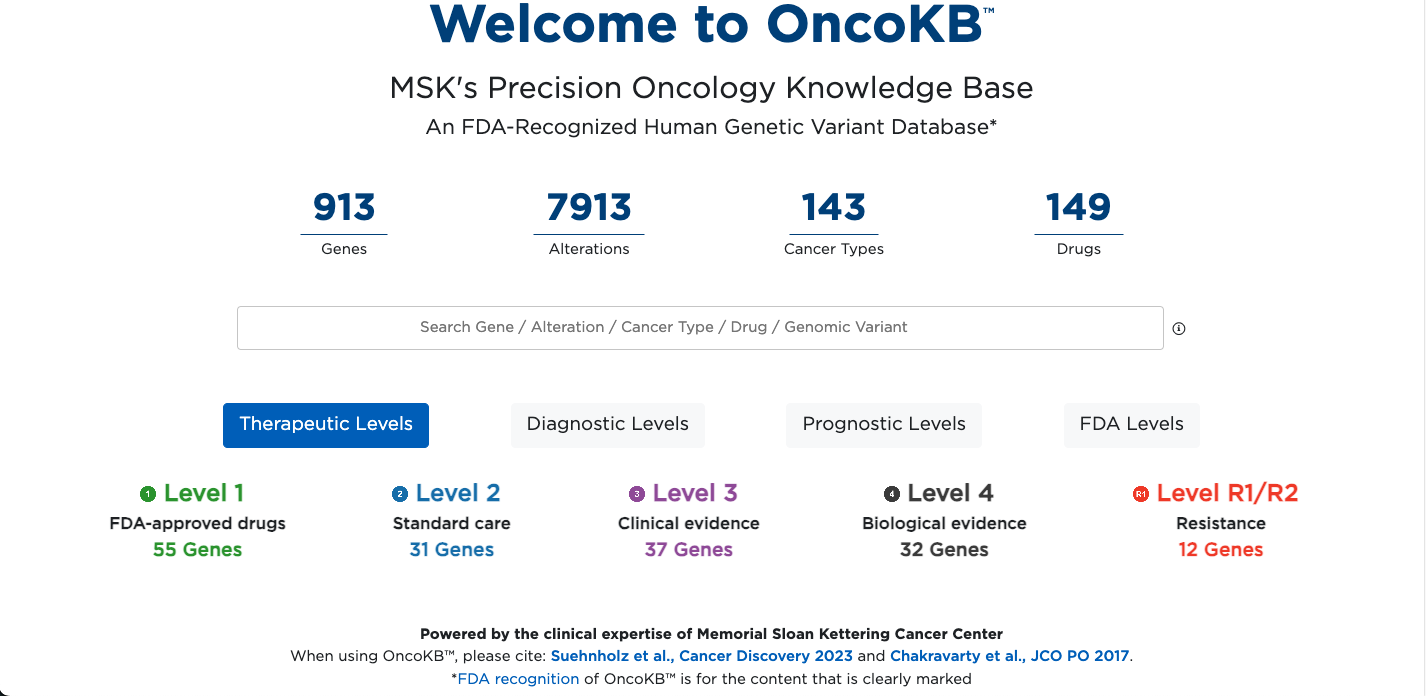 Welcome to OncoKB™
MSK's Precision Oncology Knowledge Base
An FDA-Recognized Human Genetic Variant Database*
913 7913 143 149
Genes Alterations Cancer Types Drugs
Search Gene / Alteration / Cancer Type / Drug / Genomic Variant
Therapeutic Levels Diagnostic Levels Prognostic Levels FDA Levels
1 Level 1 2 Level 2 3 Level 3 4 Level 4 R1 Level R1/R2
FDA-approved drugs Standard care Clinical evidence Biological evidence Resistance
55 Genes 31 Genes 37 Genes 32 Genes 12 Genes
Powered by the clinical expertise of Memorial Sloan Kettering Cancer Center
When using OncoKB™, please cite: Suehnholz et al., Cancer Discovery 2023 and Chakravarty et al., JCO PO 2017.
*FDA recognition of OncoKB™ is for the content that is clearly marked